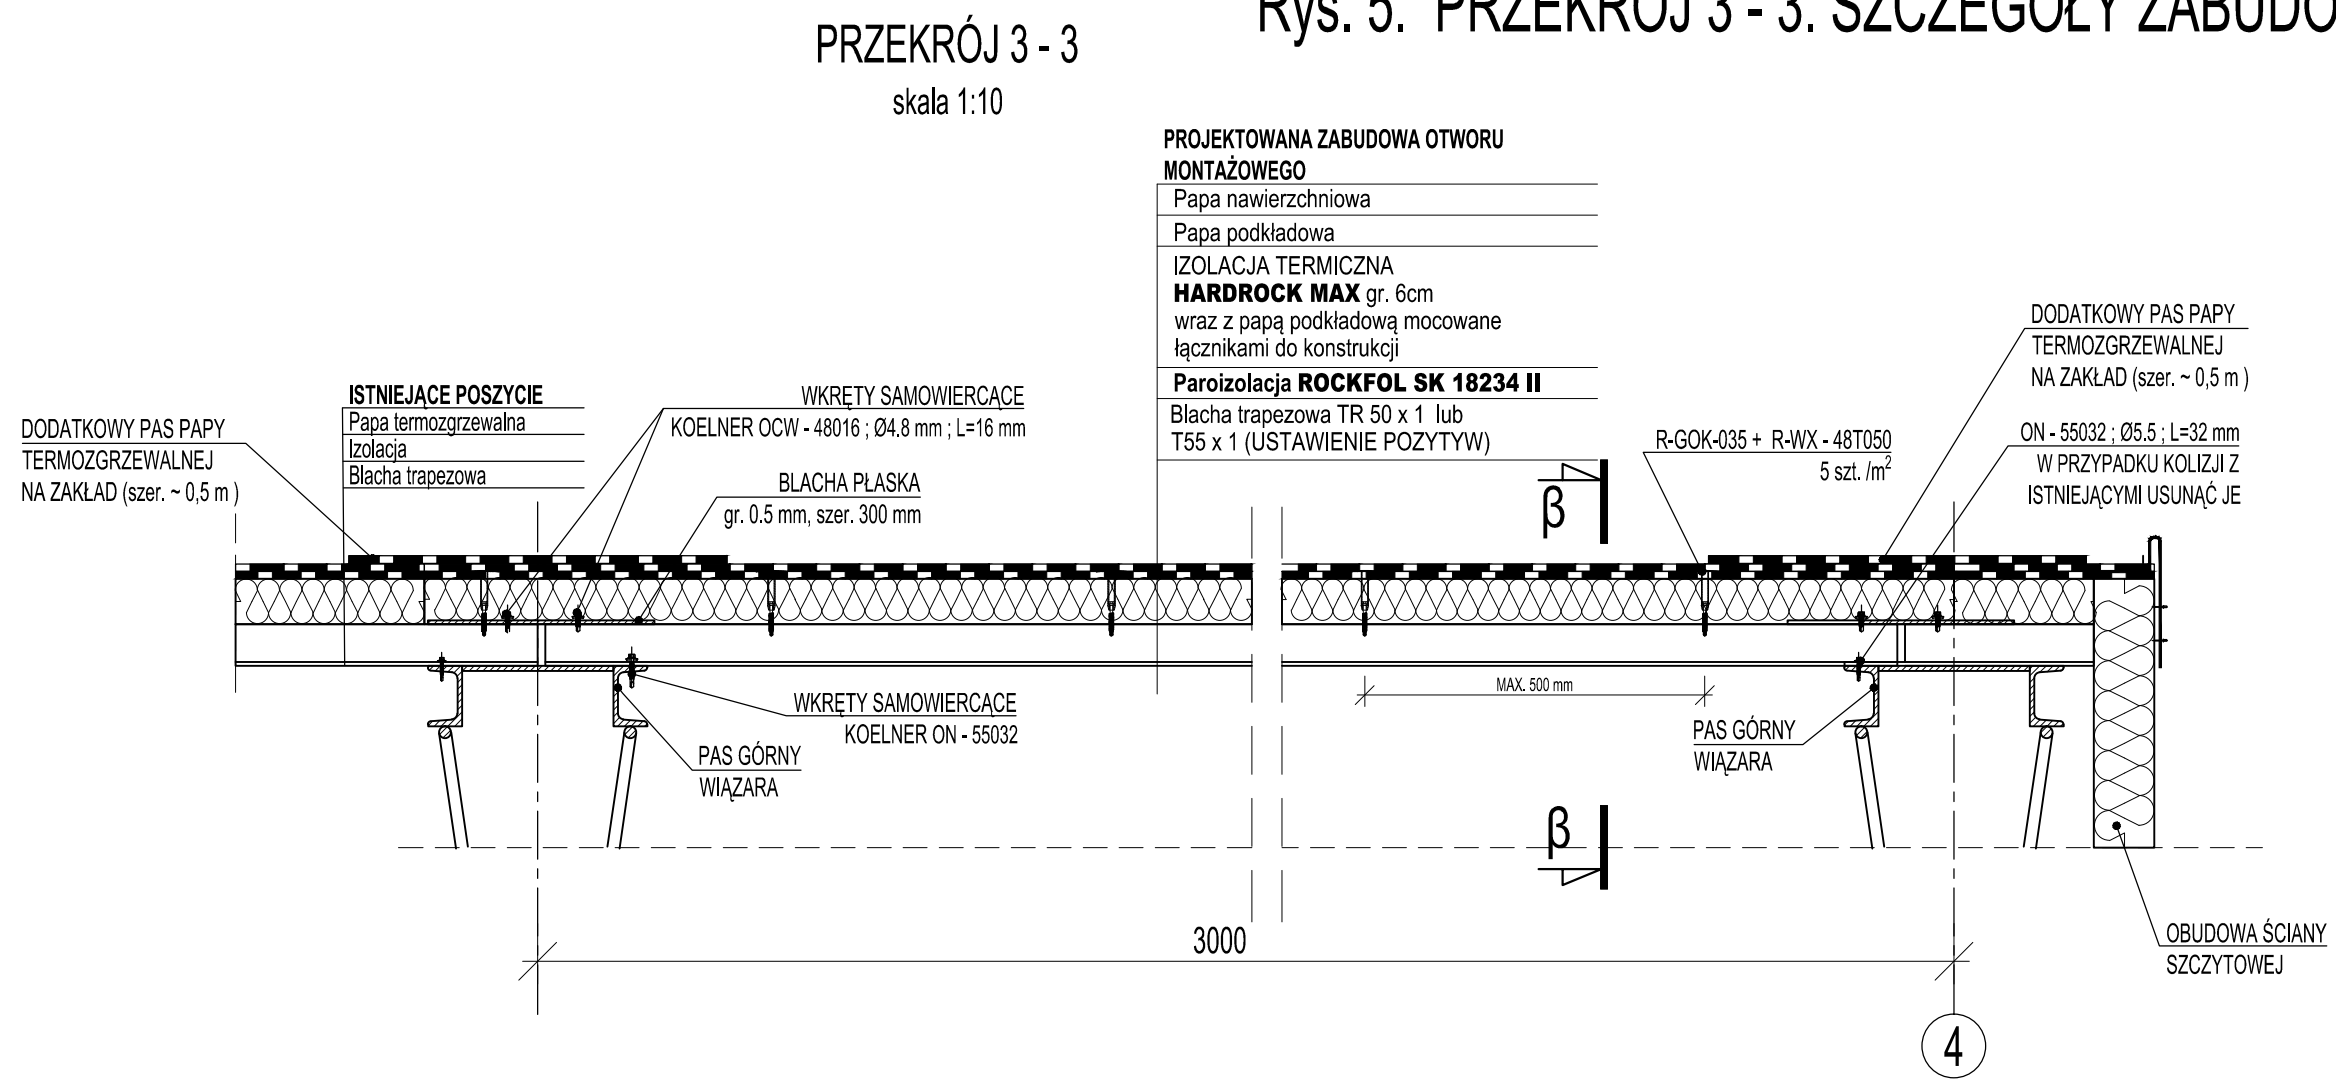 Rys. 5. PRZEKRÓJ 3 - 3. SZCZEGÓŁY ZABUDO
PRZEKRÓJ 3 - 3
skala 1:10
PROJEKTOWANA ZABUDOWA OTWORU
MONTAŻOWEGO
Papa nawierzchniowa
Papa podkładowa
IZOLACJA TERMICZNA
HARDROCK MAX gr. 6cm
wraz z papą podkładową mocowane
łącznikami do konstrukcji
Paroizolacja ROCKFOL SK 18234 II
Blacha trapezowa TR 50 x 1 lub
T55 x 1 (USTAWIENIE POZYTYW)
DODATKOWY PAS PAPY
TERMOZGRZEWALNEJ
NA ZAKŁAD (szer. ~ 0,5 m )
ISTNIEJĄCE POSZYCIE
Papa termozgrzewalna
Izolacja
Blacha trapezowa
WKRĘTY SAMOWIERCĄCE
KOELNER OCW - 48016 ; Ø4.8 mm ; L=16 mm
BLACHA PŁASKA
gr. 0.5 mm, szer. 300 mm
β
R-GOK-035 + R-WX - 48T050
5 szt. /m²
DODATKOWY PAS PAPY
TERMOZGRZEWALNEJ
NA ZAKŁAD (szer. ~ 0,5 m )
ON - 55032 ; Ø5.5 ; L=32 mm
W PRZYPADKU KOLIZJI Z
ISTNIEJĄCYMI USUNĄĆ JE
WKRĘTY SAMOWIERCĄCE
KOELNER ON - 55032
PAS GÓRNY
WIĄZARA
MAX. 500 mm
PAS GÓRNY
WIĄZARA
β
3000
OBUDOWA ŚCIANY
SZCZYTOWEJ
4